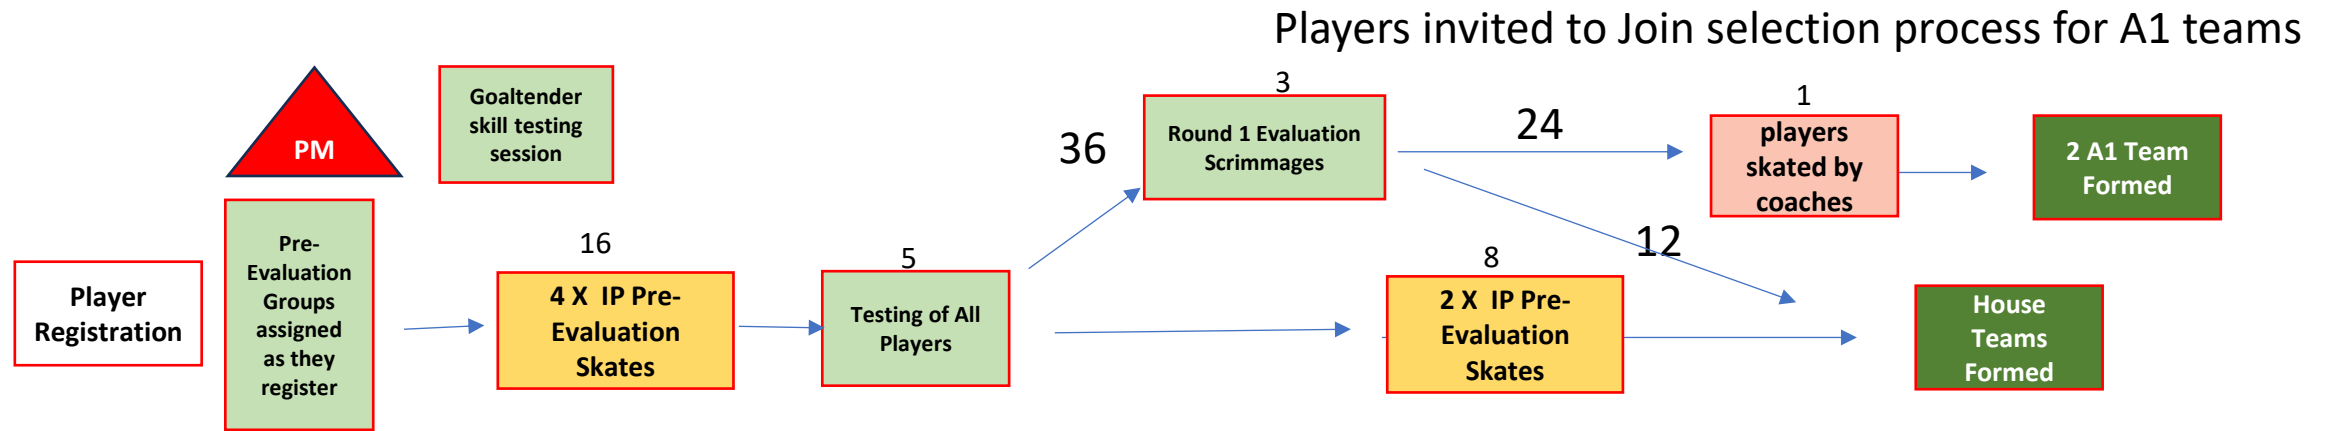 Players invited to Join selection process for A1 teams
PM
Goaltender
skill testing
session
Player
Registration
Pre-
Evaluation
Groups
assigned
as they
register
16
4 X  IP Pre-
Evaluation
Skates
5
Testing of All
Players
36
3
Round 1 Evaluation
Scrimmages
24
1
players
skated by
coaches
2 A1 Team
Formed
12
8
2 X  IP Pre-
Evaluation
Skates
House
Teams
Formed